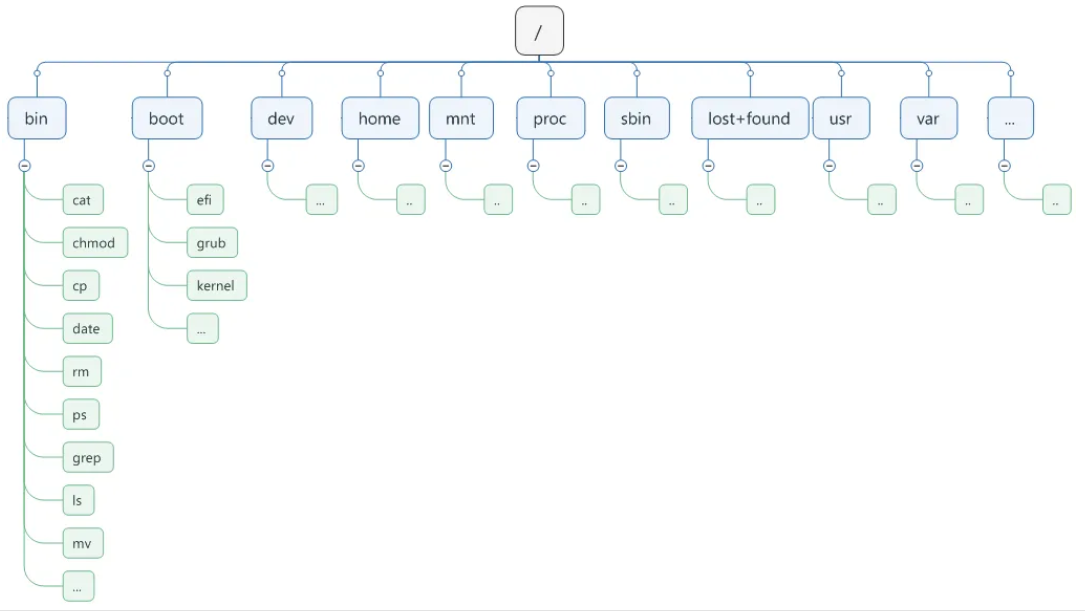 /
bin
boot
dev
home
mnt
proc
sbin
lost+found
usr
var
...
cat
chmod
cp
date
rm
ps
grep
ls
mv
...
efi
grub
kernel
...
...
..
..
..
..
..
..
..
..